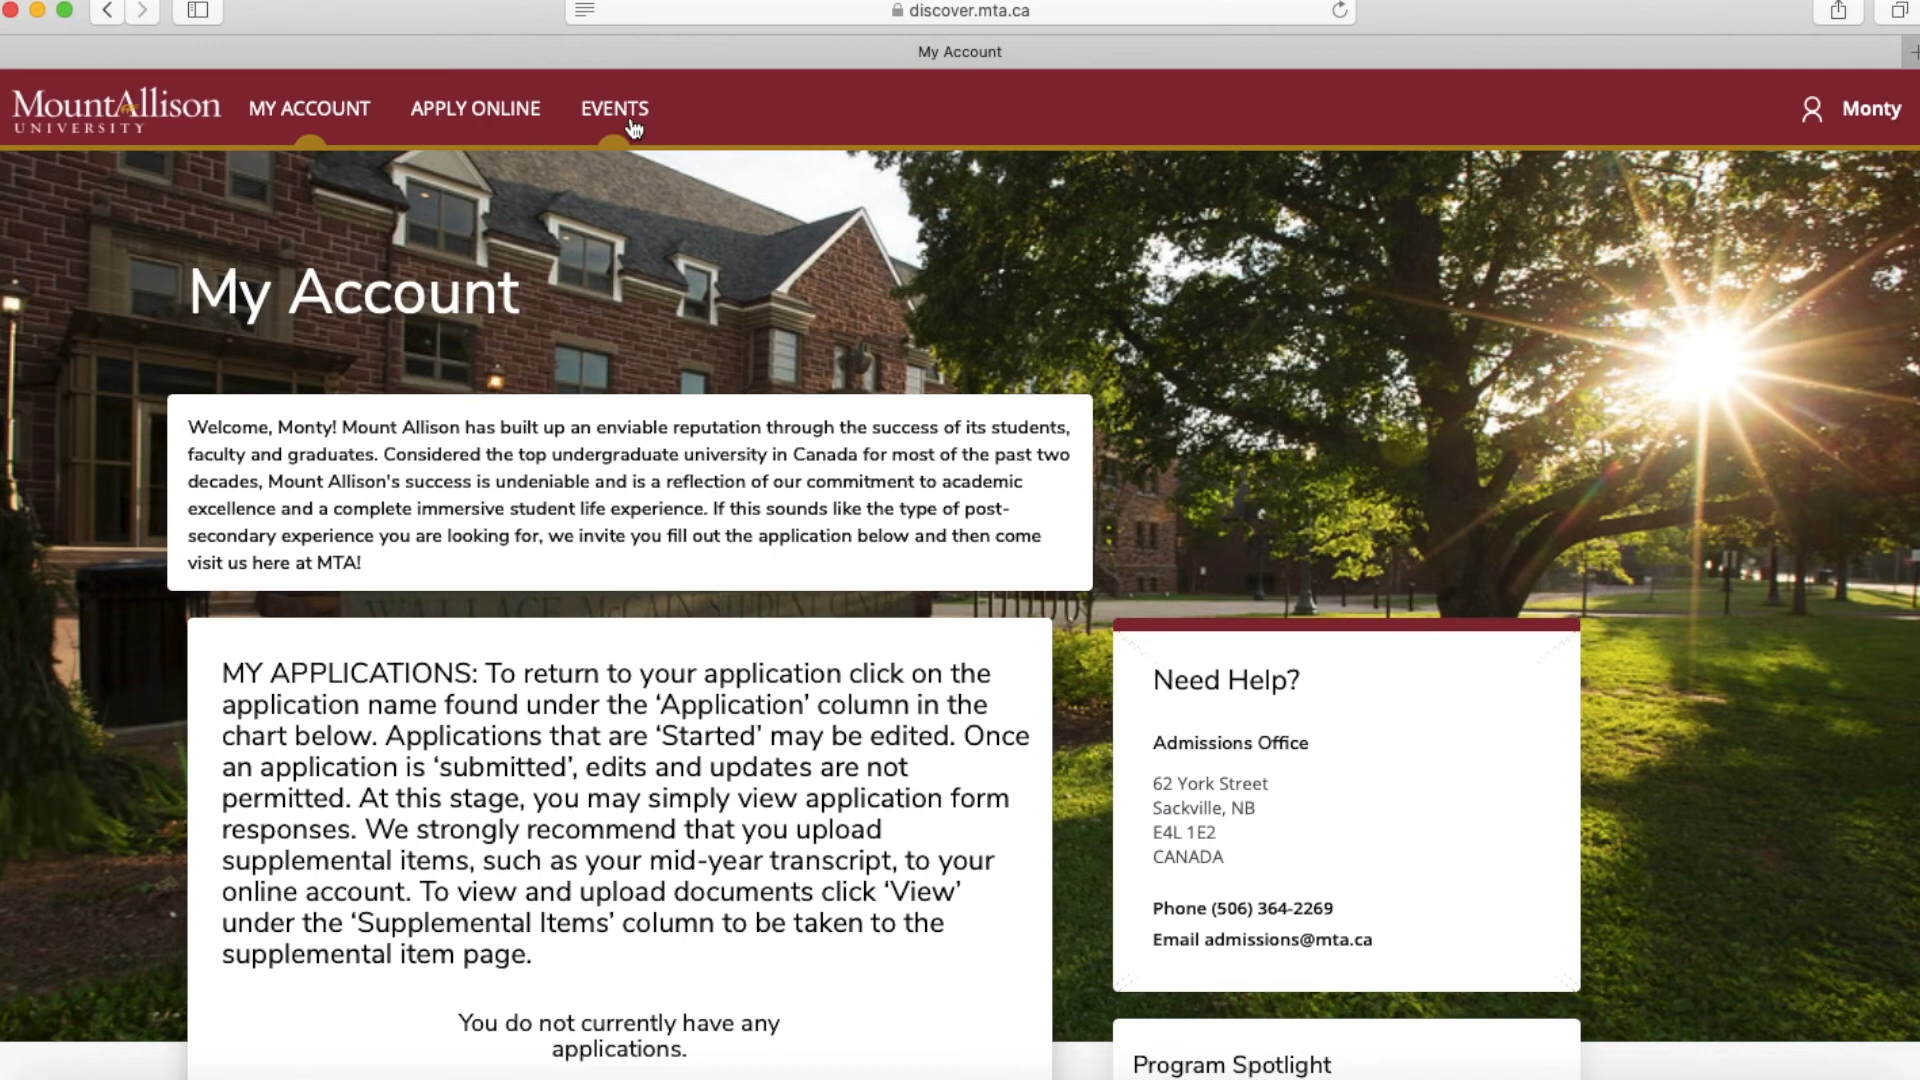 discover.mta.ca
My Account
MountAllison
UNIVERSITY
MY ACCOUNT
APPLY ONLINE
EVENTS
Monty
My Account
Welcome, Monty! Mount Allison has built up an enviable reputation through the success of its students,
faculty and graduates. Considered the top undergraduate university in Canada for most of the past two
decades, Mount Allison's success is undeniable and is a reflection of our commitment to academic
excellence and a complete immersive student life experience. If this sounds like the type of post-
secondary experience you are looking for, we invite you fill out the application below and then come
visit us here at MTA!
WALLACE McCAIN STUDENT CENTRE
MY APPLICATIONS: To return to your application click on the
application name found under the ‘Application’ column in the
chart below. Applications that are ‘Started’ may be edited. Once
an application is ‘submitted’, edits and updates are not
permitted. At this stage, you may simply view application form
responses. We strongly recommend that you upload
supplemental items, such as your mid-year transcript, to your
online account. To view and upload documents click ‘View’
under the ‘Supplemental Items’ column to be taken to the
supplemental item page.
You do not currently have any
applications.
Need Help?
Admissions Office
62 York Street
Sackville, NB
E4L 1E2
CANADA
Phone (506) 364-2269
Email admissions@mta.ca
Program Spotlight